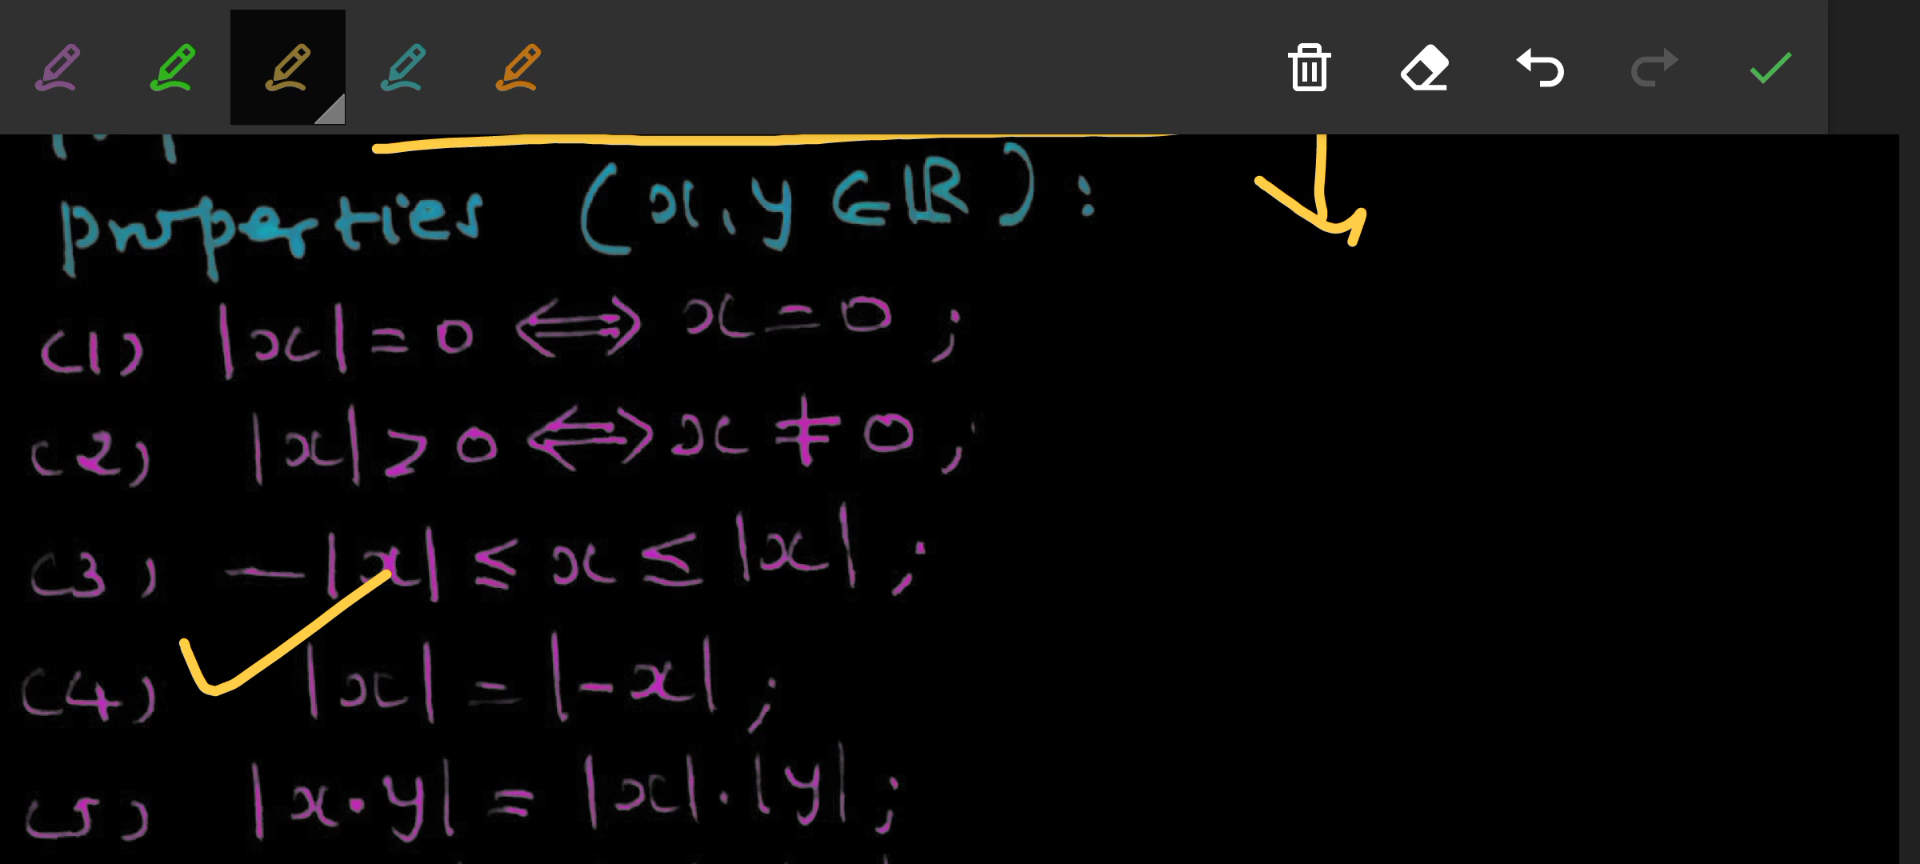 properties (x, y ∈ ℝ) :
(1) |x| = 0 ⟺ x = 0 ;
(2) |x| > 0 ⟺ x ≠ 0 ;
(3) -|x| ≤ x ≤ |x| ;
(4) |x| = |-x| ;
(5) |x·y| = |x|·|y| ;